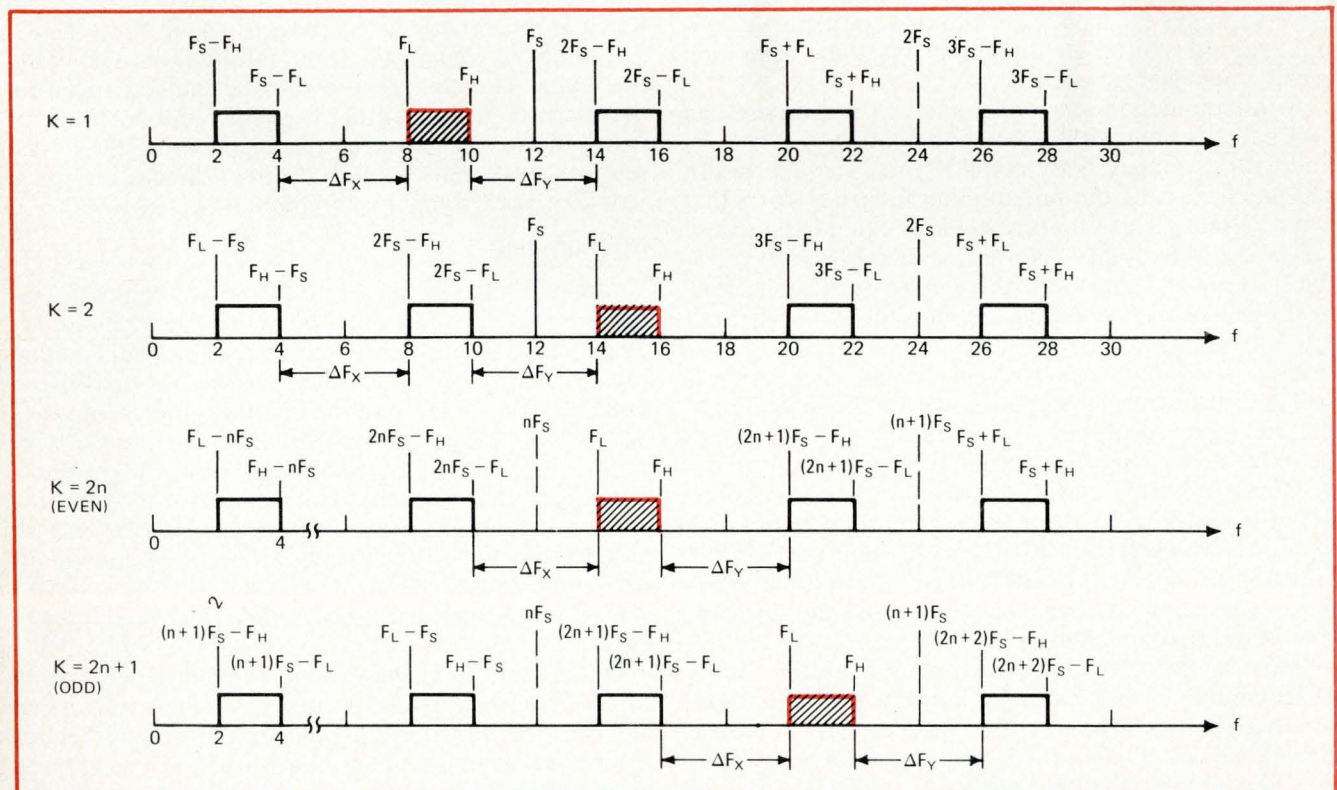 F_S − F_H F_L F_S 2F_S − F_H F_S + F_L 2F_S 3F_S − F_H
F_S − F_L F_H 2F_S − F_L F_S + F_H 3F_S − F_L
K = 1
f
0 2 4 6 8 10 12 14 16 18 20 22 24 26 28 30
ΔF_X ΔF_Y
F_L − F_S 2F_S − F_H F_S F_L 3F_S − F_H 2F_S F_S + F_L
F_H − F_S 2F_S − F_L F_H 3F_S − F_L F_S + F_H
K = 2
f
0 2 4 6 8 10 12 14 16 18 20 22 24 26 28 30
ΔF_X ΔF_Y
F_L − nF_S 2nF_S − F_H nF_S F_L (2n+1)F_S − F_H (n+1)F_S F_S + F_L
F_H − nF_S 2nF_S − F_L F_H (2n+1)F_S − F_L F_S + F_H
K = 2n
(EVEN)
f
0 4
ΔF_X ΔF_Y
(n+1)F_S − F_H F_L − F_S nF_S (2n+1)F_S − F_H F_L (n+1)F_S (2n+2)F_S − F_H
(n+1)F_S − F_L F_H − F_S (2n+1)F_S − F_L F_H (2n+2)F_S − F_L
K = 2n + 1
(ODD)
f
0 2 4
ΔF_X ΔF_Y